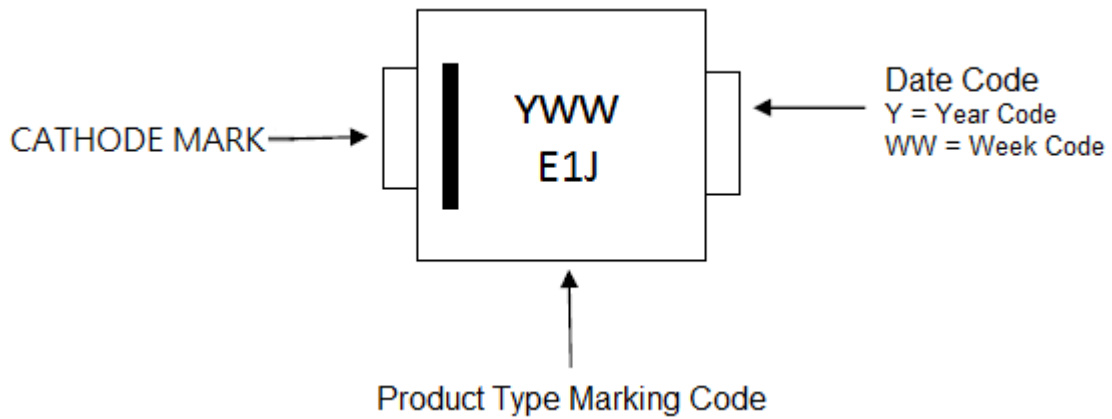 YWW
E1J
CATHODE MARK
Date Code
Y = Year Code
WW = Week Code
Product Type Marking Code